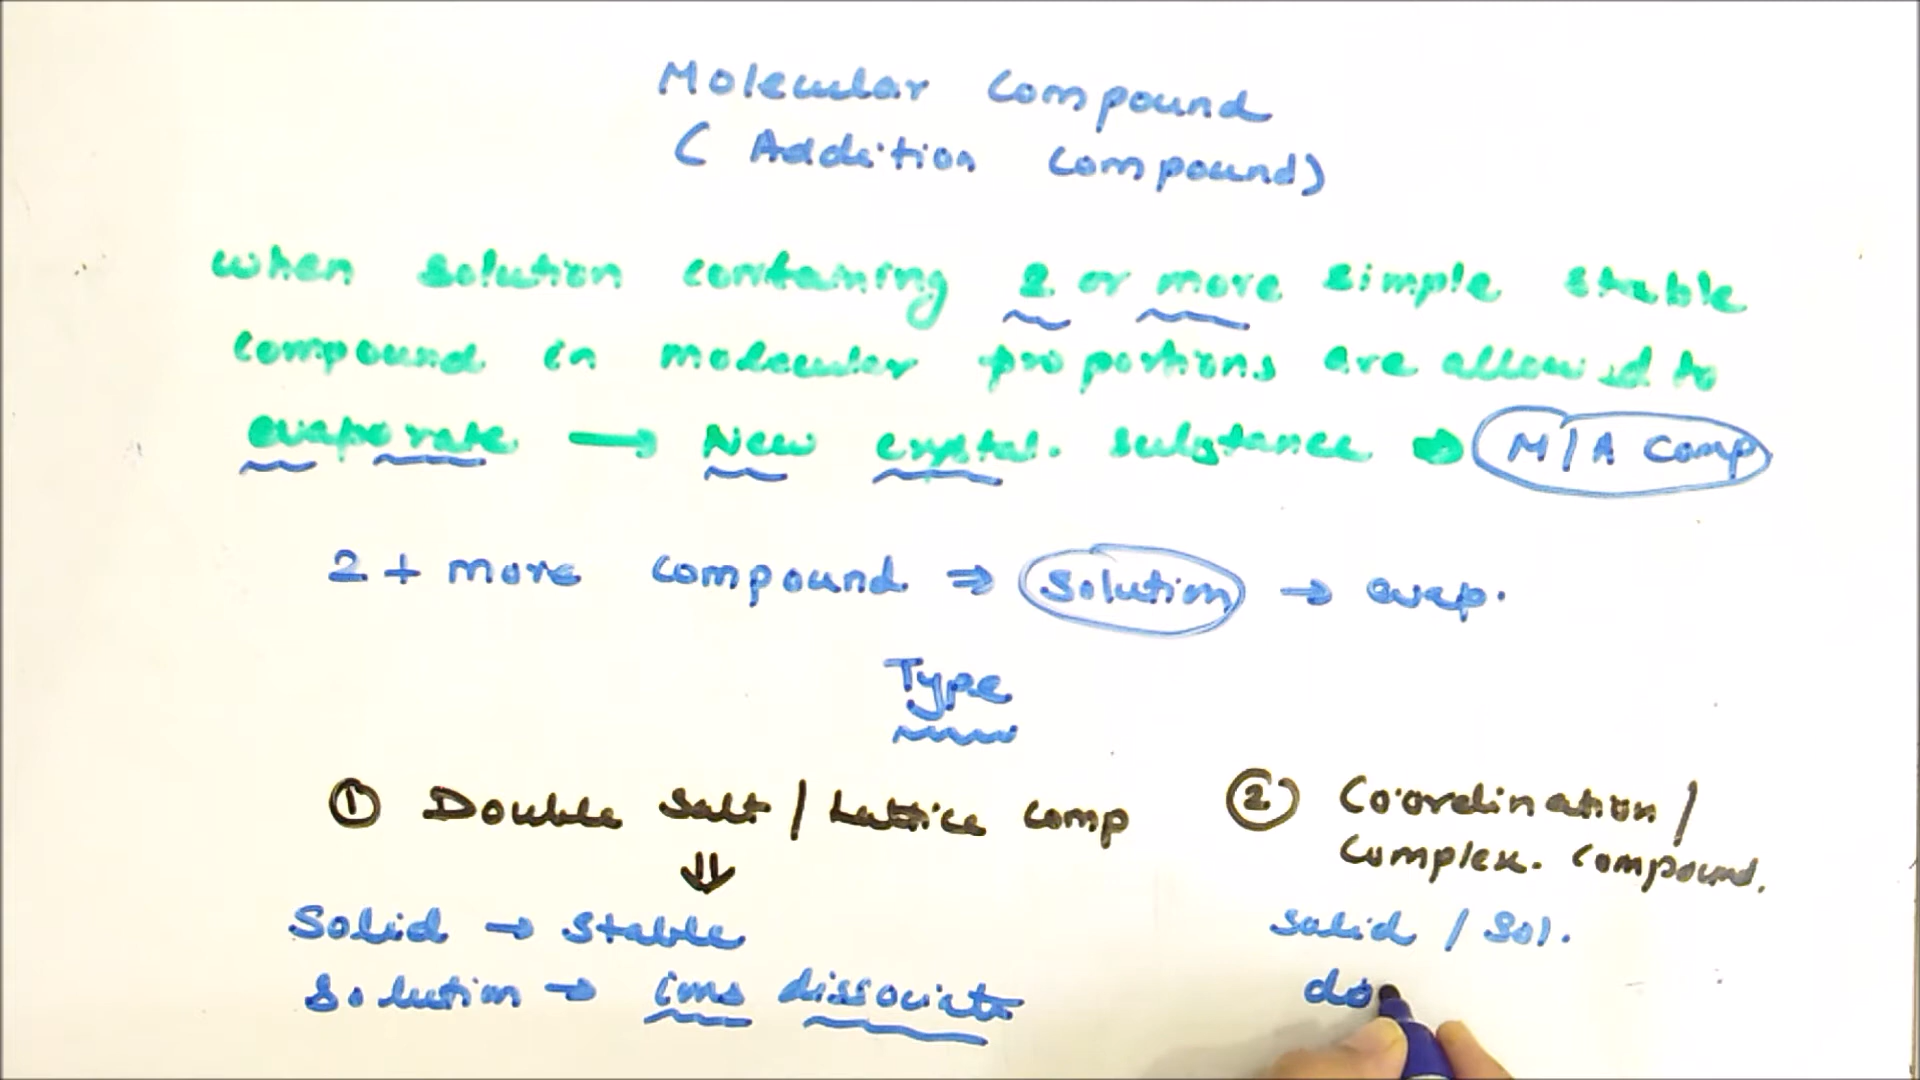 Molecular Compound
( Addition Compound)
when solution containing 2 or more simple stable
compound in molecular proportions are allowed to
evaporate → New crystal. substance → M/A Comp
2 + more compound ⇒ Solution → evap.
Type
① Double Salt / Lattice Comp
② Coordination /
Complex. Compound.
⇓
Solid → Stable
Solid / Sol.
Solution → ions dissociate
do